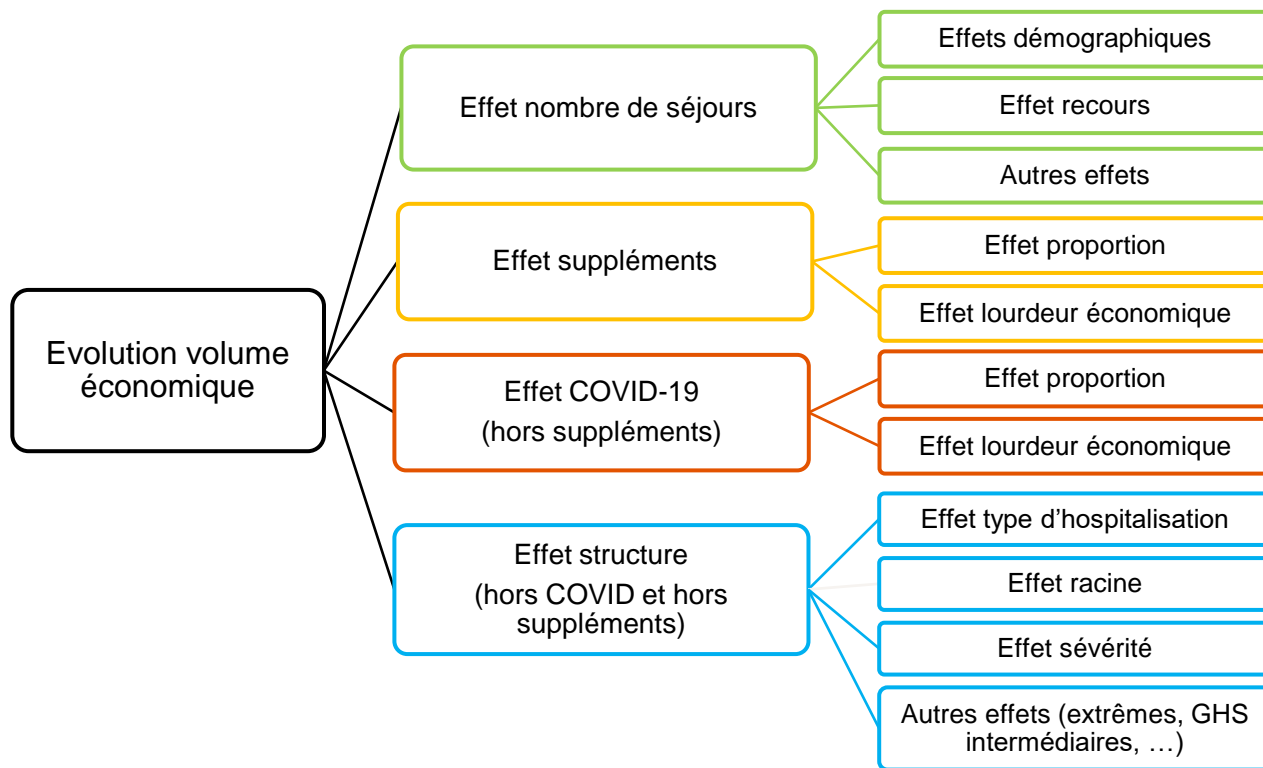 Evolution volume
économique
Effet nombre de séjours
Effets démographiques
Effet recours
Autres effets
Effet suppléments
Effet proportion
Effet lourdeur économique
Effet COVID-19
(hors suppléments)
Effet proportion
Effet lourdeur économique
Effet structure
(hors COVID et hors
suppléments)
Effet type d’hospitalisation
Effet racine
Effet sévérité
Autres effets (extrêmes, GHS
intermédiaires, …)